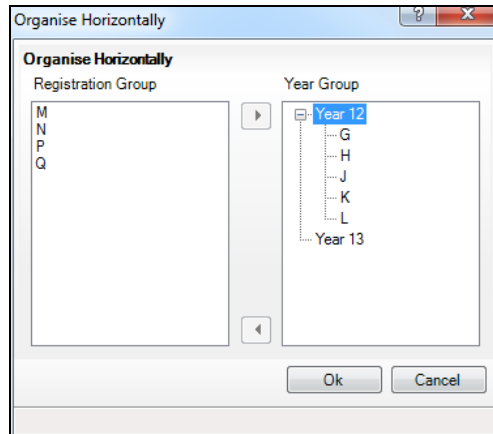 Organise Horizontally
?
Organise Horizontally
Registration Group
M
N
P
Q
Year Group
Year 12
G
H
J
K
L
Year 13
Ok
Cancel